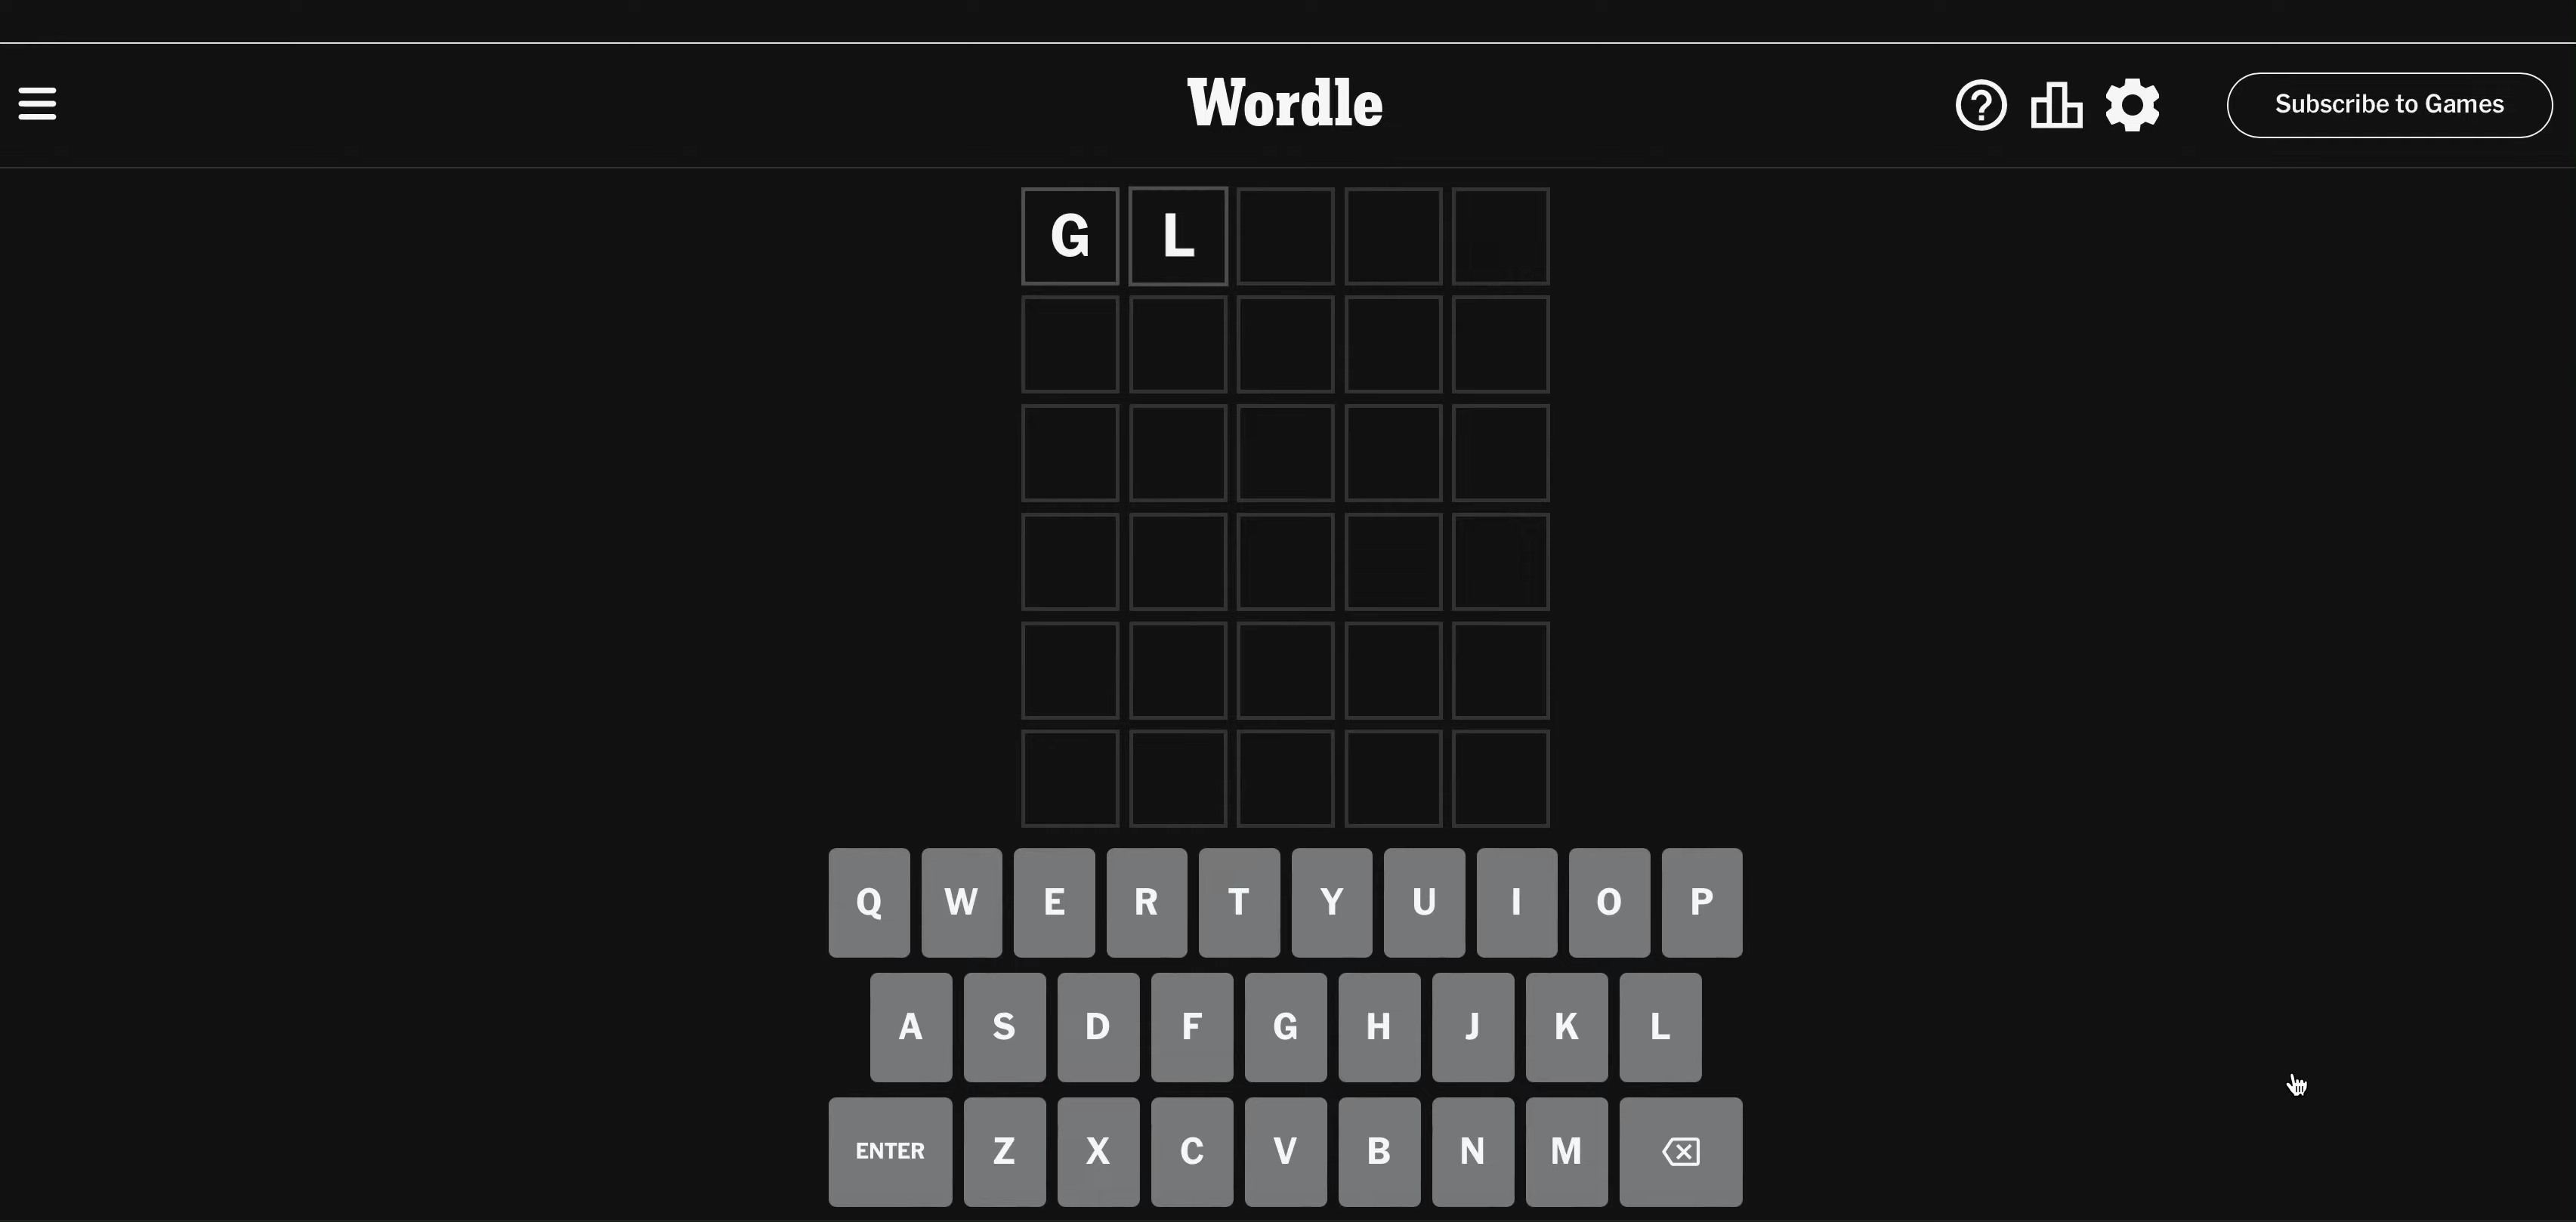 Wordle
Subscribe to Games
G L
Q W E R T Y U I O P
A S D F G H J K L
ENTER Z X C V B N M